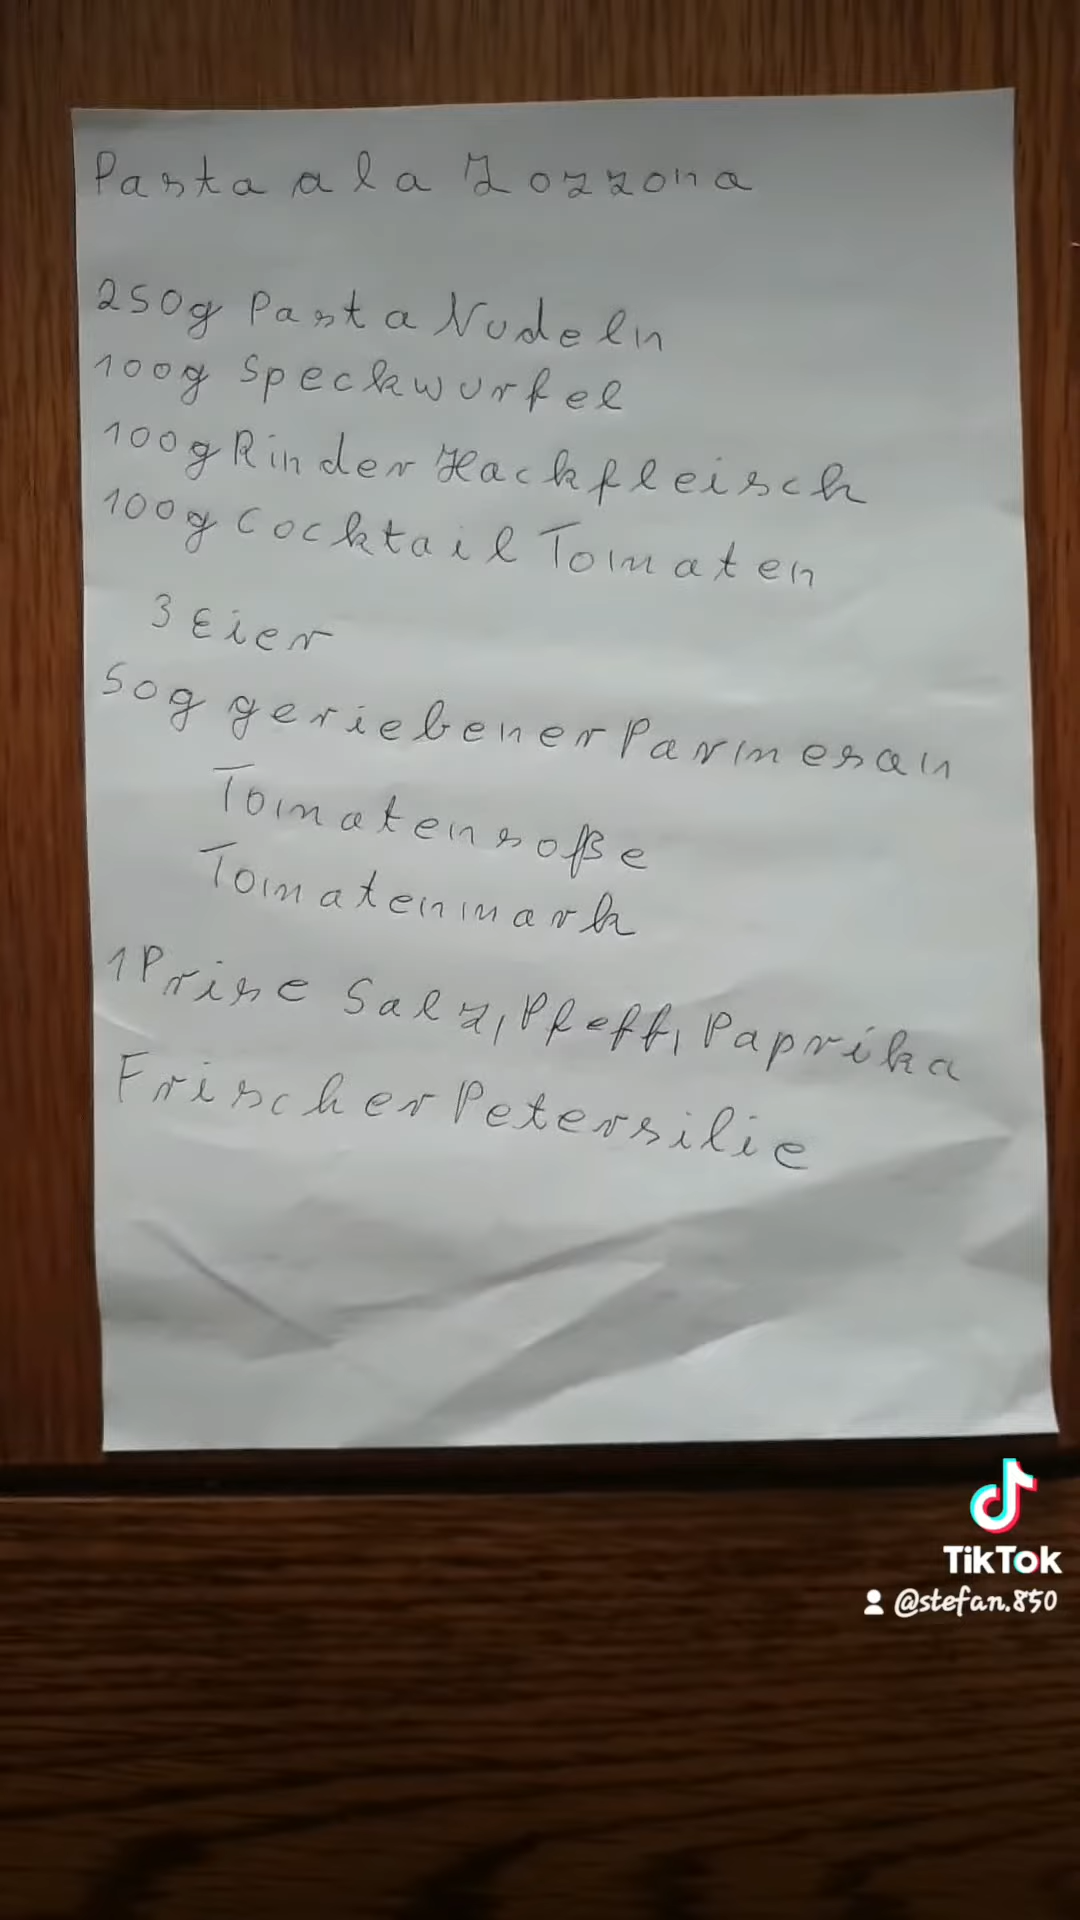 Pasta a la Zozzona
250g Pasta Nudeln
100g Speckwurfel
100g Rinder Hackfleisch
100g Cocktail Tomaten
3 Eier
50g geriebener Parmesan
Tomatensoße
Tomatenmark
1 Prise Salz, Pfeff, Paprika
Frischer Petersilie
TikTok
@stefan.850